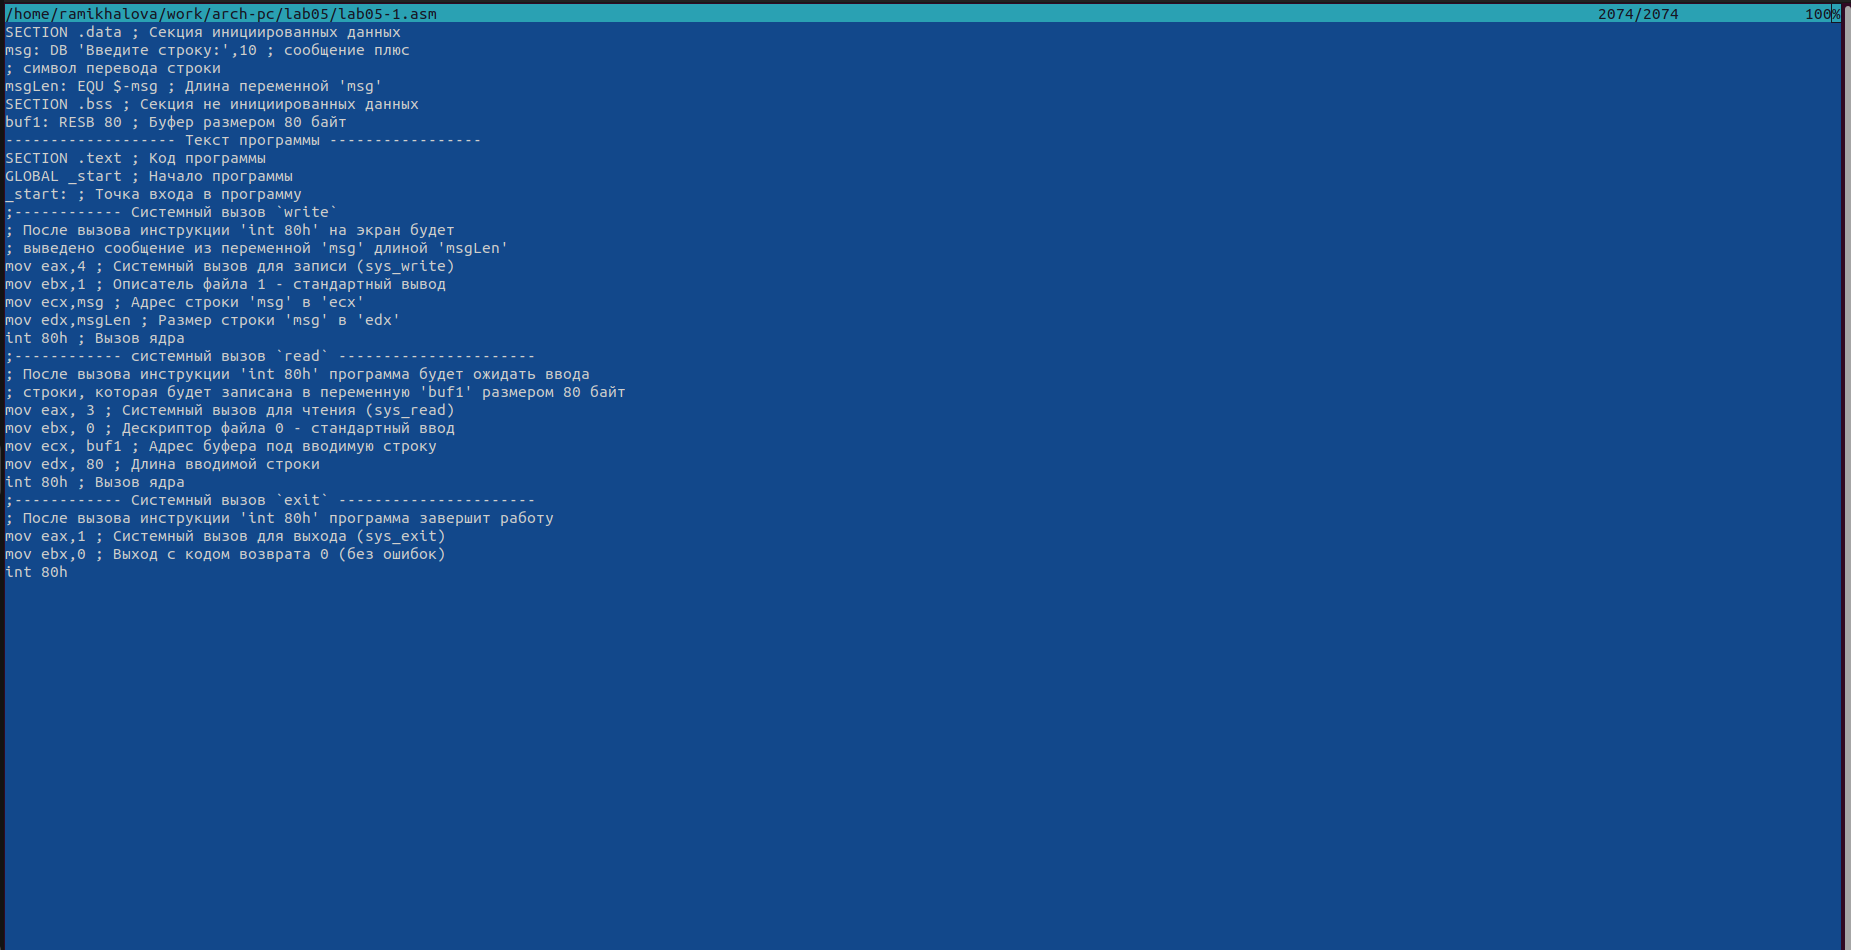 /home/ramikhalova/work/arch-pc/lab05/lab05-1.asm 2074/2074 100%
SECTION .data ; Секция инициированных данных
msg: DB 'Введите строку:',10 ; сообщение плюс
; символ перевода строки
msgLen: EQU $-msg ; Длина переменной 'msg'
SECTION .bss ; Секция не инициированных данных
buf1: RESB 80 ; Буфер размером 80 байт
------------------- Текст программы -----------------
SECTION .text ; Код программы
GLOBAL _start ; Начало программы
_start: ; Точка входа в программу
;------------ Системный вызов `write`
; После вызова инструкции 'int 80h' на экран будет
; выведено сообщение из переменной 'msg' длиной 'msgLen'
mov eax,4 ; Системный вызов для записи (sys_write)
mov ebx,1 ; Описатель файла 1 - стандартный вывод
mov ecx,msg ; Адрес строки 'msg' в 'ecx'
mov edx,msgLen ; Размер строки 'msg' в 'edx'
int 80h ; Вызов ядра
;------------ системный вызов `read` ----------------------
; После вызова инструкции 'int 80h' программа будет ожидать ввода
; строки, которая будет записана в переменную 'buf1' размером 80 байт
mov eax, 3 ; Системный вызов для чтения (sys_read)
mov ebx, 0 ; Дескриптор файла 0 - стандартный ввод
mov ecx, buf1 ; Адрес буфера под вводимую строку
mov edx, 80 ; Длина вводимой строки
int 80h ; Вызов ядра
;------------ Системный вызов `exit` ----------------------
; После вызова инструкции 'int 80h' программа завершит работу
mov eax,1 ; Системный вызов для выхода (sys_exit)
mov ebx,0 ; Выход с кодом возврата 0 (без ошибок)
int 80h